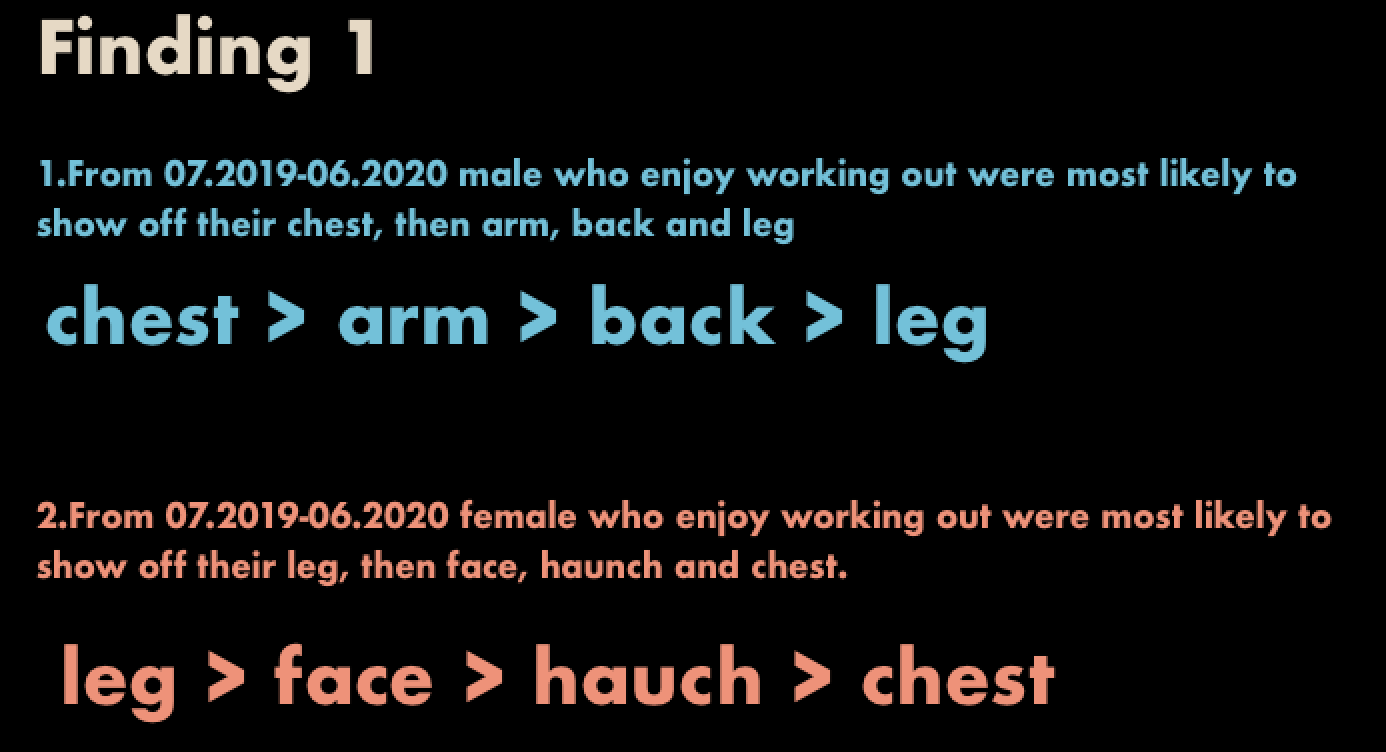 Finding 1
1.From 07.2019-06.2020 male who enjoy working out were most likely to
show off their chest, then arm, back and leg
chest > arm > back > leg
2.From 07.2019-06.2020 female who enjoy working out were most likely to
show off their leg, then face, haunch and chest.
leg > face > hauch > chest